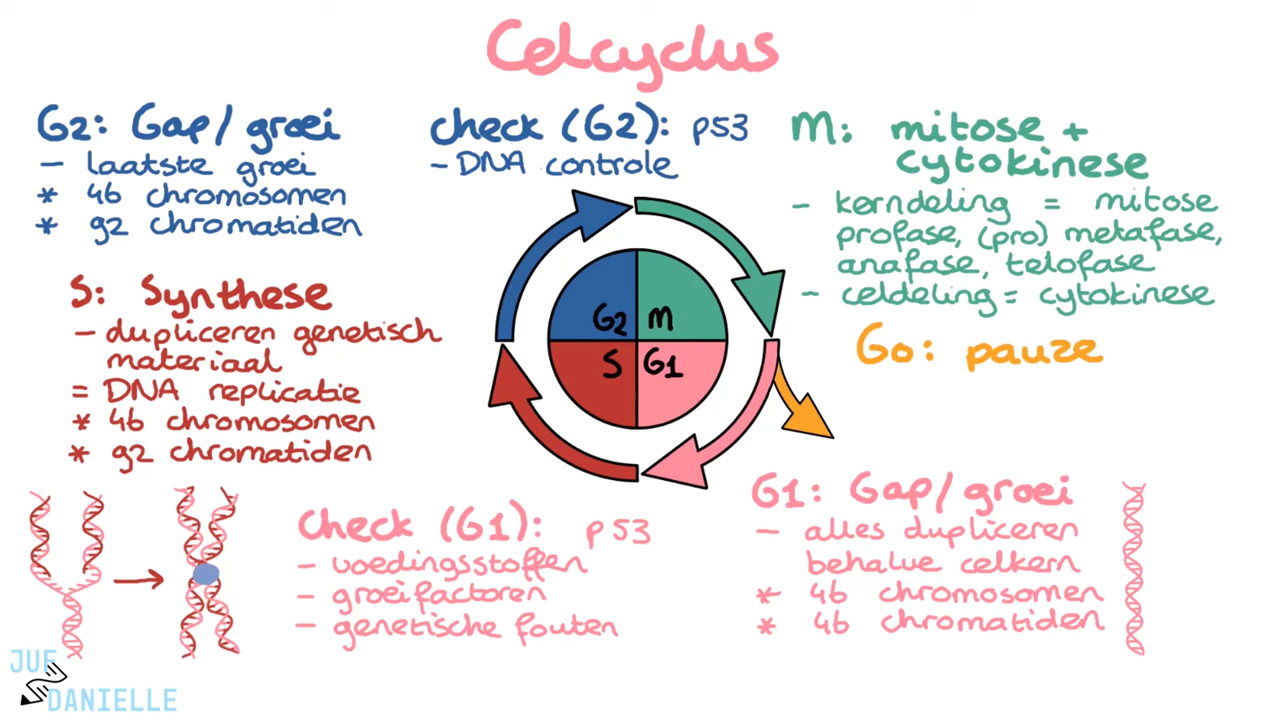 Celcyclus
G2: Gap/groei
- laatste groei
* 46 chromosomen
* 92 chromatiden
check (G2): p53
- DNA controle
M: mitose +
cytokinese
- kerndeling = mitose
profase, (pro) metafase,
anafase, telofase
- celdeling = cytokinese
G0: pauze
S: Synthese
- dupliceren genetisch
materiaal
= DNA replicatie
* 46 chromosomen
* 92 chromatiden
G2 M
S G1
Check (G1): p53
- voedingsstoffen
- groeifactoren
- genetische fouten
G1: Gap/groei
- alles dupliceren
behalve celkern
* 46 chromosomen
* 46 chromatiden
JUF
DANIELLE